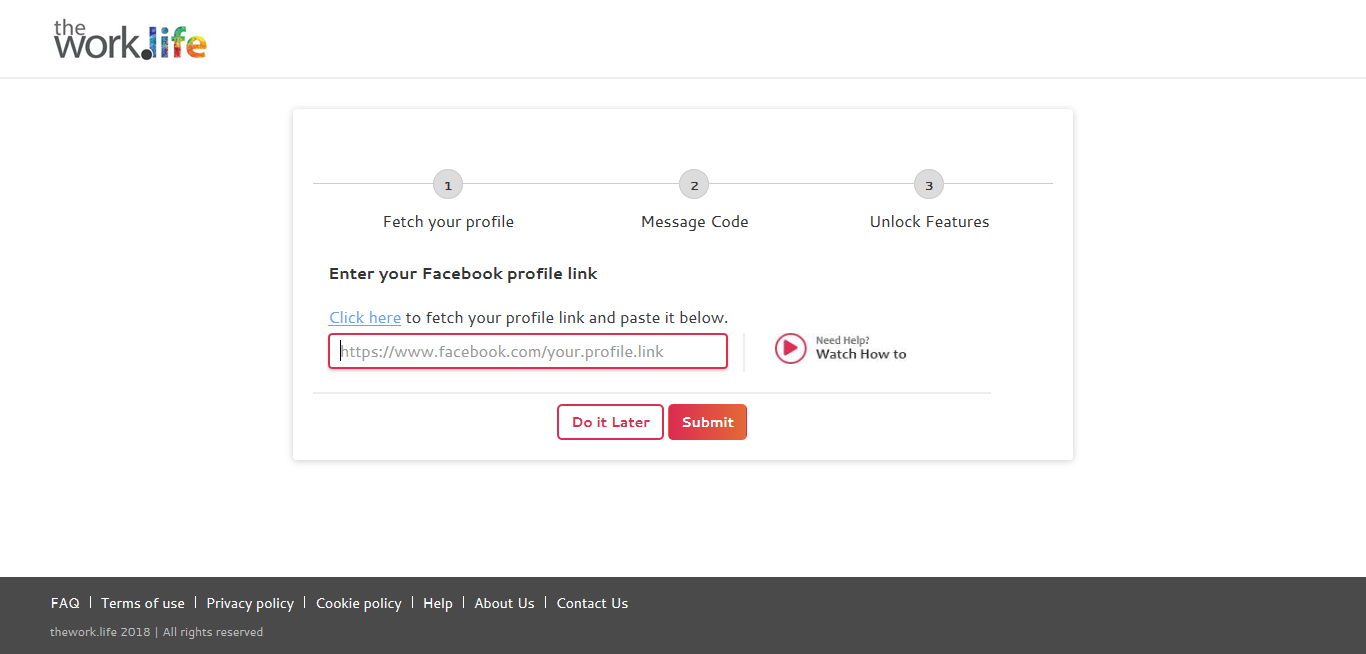 the
work.life
1
2
3
Fetch your profile
Message Code
Unlock Features
Enter your Facebook profile link
Click here to fetch your profile link and paste it below.
https://www.facebook.com/your.profile.link
Need Help?
Watch How to
Do it Later
Submit
FAQ | Terms of use | Privacy policy | Cookie policy | Help | About Us | Contact Us
thework.life 2018 | All rights reserved